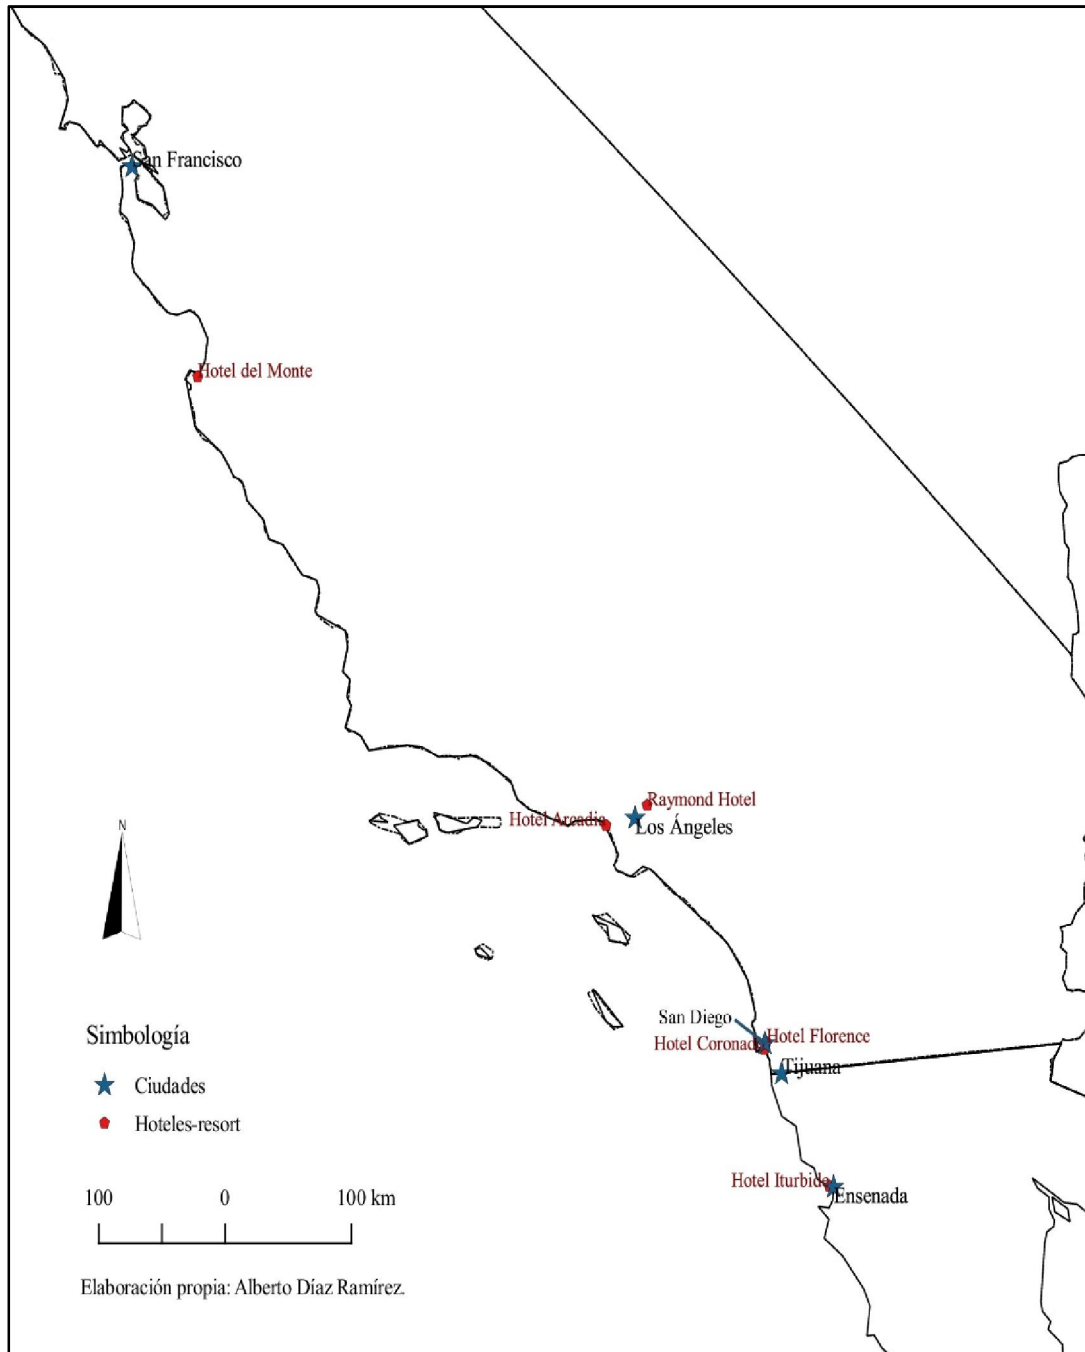 San Francisco
Hotel del Monte
Raymond Hotel
Hotel Arcadia
Los Ángeles
N
San Diego
Hotel Florence
Hotel Coronado
Tijuana
Hotel Iturbide
Ensenada
Simbología
Ciudades
Hoteles-resort
100 0 100 km
Elaboración propia: Alberto Díaz Ramírez.